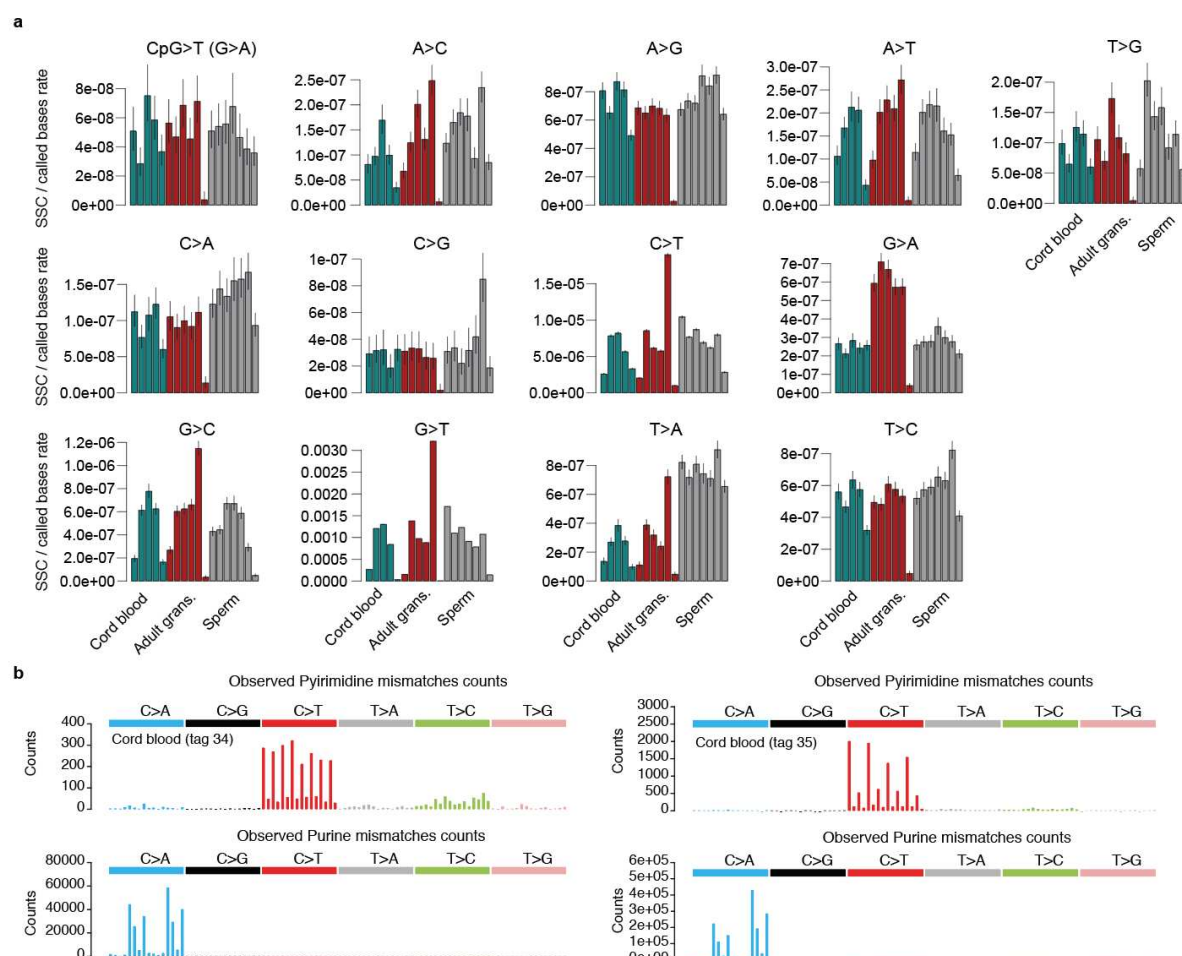 a
CpG>T (G>A)
A>C
A>G
A>T
T>G
SSC / called bases rate
8e-08
6e-08
4e-08
2e-08
0e+00
2.5e-07
2.0e-07
1.5e-07
1.0e-07
5.0e-08
0.0e+00
8e-07
6e-07
4e-07
2e-07
0e+00
3.0e-07
2.5e-07
2.0e-07
1.5e-07
1.0e-07
5.0e-08
0.0e+00
2.0e-07
1.5e-07
1.0e-07
5.0e-08
0.0e+00
Cord blood
Adult grans.
Sperm
C>A
C>G
C>T
G>A
SSC / called bases rate
1.5e-07
1.0e-07
5.0e-08
0.0e+00
1e-07
8e-08
6e-08
4e-08
2e-08
0e+00
1.5e-05
1.0e-05
5.0e-06
0.0e+00
7e-07
6e-07
5e-07
4e-07
3e-07
2e-07
1e-07
0e+00
G>C
G>T
T>A
T>C
SSC / called bases rate
1.2e-06
1.0e-06
8.0e-07
6.0e-07
4.0e-07
2.0e-07
0.0e+00
0.0030
0.0025
0.0020
0.0015
0.0010
0.0005
0.0000
8e-07
6e-07
4e-07
2e-07
0e+00
8e-07
6e-07
4e-07
2e-07
0e+00
Cord blood
Adult grans.
Sperm
Cord blood
Adult grans.
Sperm
Cord blood
Adult grans.
Sperm
Cord blood
Adult grans.
Sperm
b
Observed Pyirimidine mismatches counts
C>A C>G C>T T>A T>C T>G
Counts
400
300
200
100
0
Cord blood (tag 34)
Observed Purine mismatches counts
C>A C>G C>T T>A T>C T>G
Counts
80000
60000
40000
20000
0
Observed Pyirimidine mismatches counts
C>A C>G C>T T>A T>C T>G
Counts
3000
2500
2000
1500
1000
500
0
Cord blood (tag 35)
Observed Purine mismatches counts
C>A C>G C>T T>A T>C T>G
Counts
6e+05
5e+05
4e+05
3e+05
2e+05
1e+05
0e+00